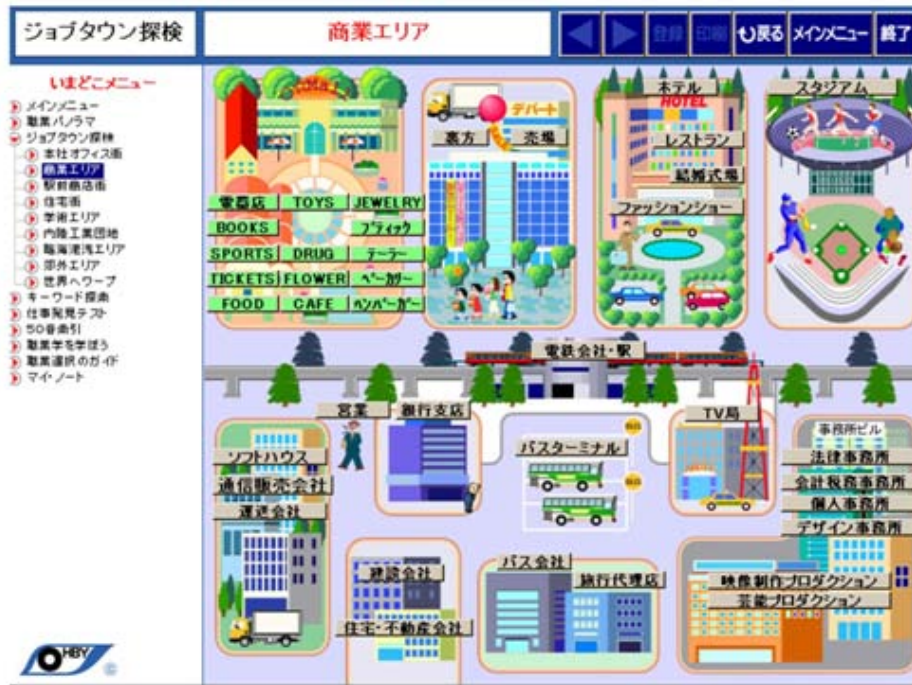 ジョブタウン探検
商業エリア
登録
印刷
戻る
メインメニュー
終了
いまどこメニュー
メインメニュー
職業パノラマ
ジョブタウン探検
本社オフィス街
商業エリア
駅前商店街
住宅街
学術エリア
内陸工業団地
臨海港湾エリア
郊外エリア
世界へワープ
キーワード探索
仕事発見テスト
50音索引
職業学を学ぼう
職業選択のガイド
マイ・ノート
電器店 TOYS JEWELRY
BOOKS ブティック
SPORTS DRUG テーラー
TICKETS FLOWER ベーカリー
FOOD CAFE ハンバーガー
デパート
裏方 売場
ホテル
HOTEL
レストラン
結婚式場
ファッションショー
スタジアム
電鉄会社・駅
営業
銀行支店
ソフトハウス
通信販売会社
運送会社
バスターミナル
TV局
事務所ビル
法律事務所
会計税務事務所
個人事務所
デザイン事務所
建設会社
住宅・不動産会社
バス会社
旅行代理店
映像制作プロダクション
芸能プロダクション
OHBY